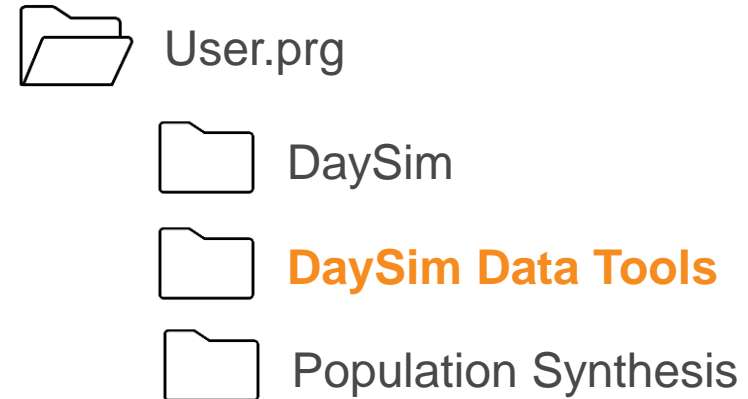 User.prg
DaySim
DaySim Data Tools
Population Synthesis